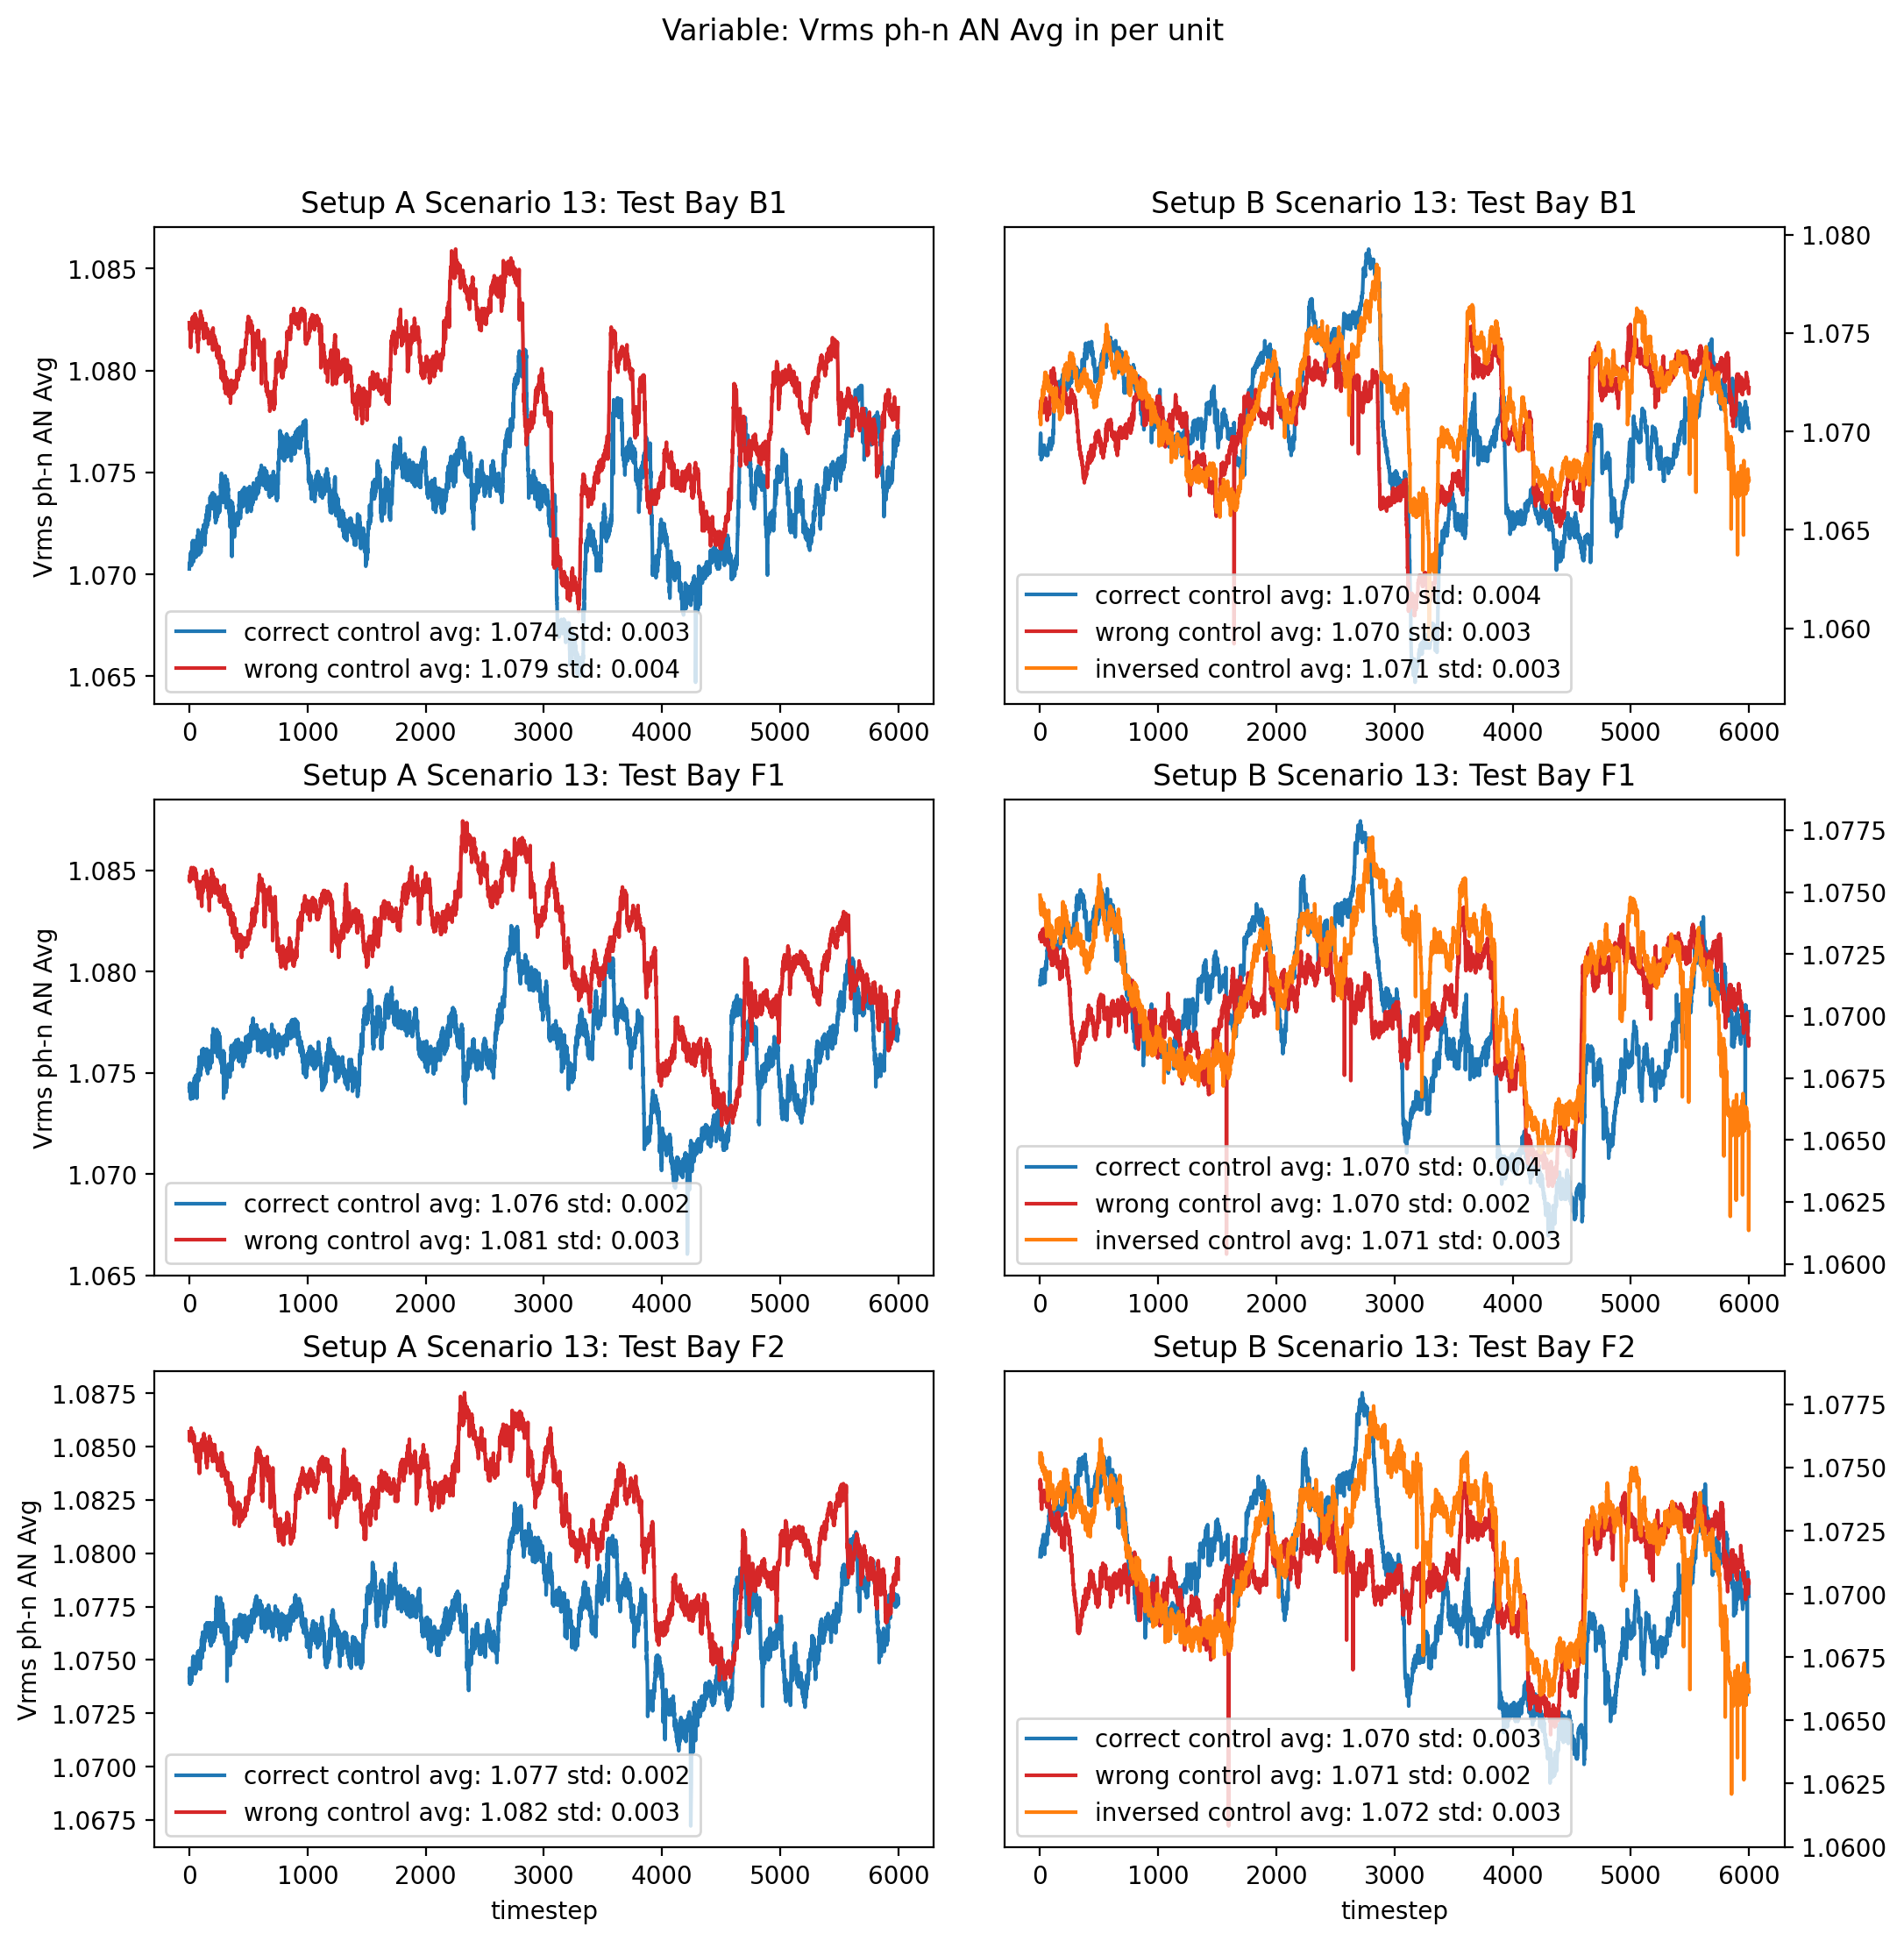 Variable: Vrms ph-n AN Avg in per unit
Setup A Scenario 13: Test Bay B1
Vrms ph-n AN Avg
1.085
1.080
1.075
1.070
1.065
correct control avg: 1.074 std: 0.003
wrong control avg: 1.079 std: 0.004
0 1000 2000 3000 4000 5000 6000
Setup B Scenario 13: Test Bay B1
1.080
1.075
1.070
1.065
1.060
correct control avg: 1.070 std: 0.004
wrong control avg: 1.070 std: 0.003
inversed control avg: 1.071 std: 0.003
0 1000 2000 3000 4000 5000 6000
Setup A Scenario 13: Test Bay F1
Vrms ph-n AN Avg
1.085
1.080
1.075
1.070
1.065
correct control avg: 1.076 std: 0.002
wrong control avg: 1.081 std: 0.003
0 1000 2000 3000 4000 5000 6000
Setup B Scenario 13: Test Bay F1
1.0775
1.0750
1.0725
1.0700
1.0675
1.0650
1.0625
1.0600
correct control avg: 1.070 std: 0.004
wrong control avg: 1.070 std: 0.002
inversed control avg: 1.071 std: 0.003
0 1000 2000 3000 4000 5000 6000
Setup A Scenario 13: Test Bay F2
Vrms ph-n AN Avg
1.0875
1.0850
1.0825
1.0800
1.0775
1.0750
1.0725
1.0700
1.0675
correct control avg: 1.077 std: 0.002
wrong control avg: 1.082 std: 0.003
0 1000 2000 3000 4000 5000 6000
timestep
Setup B Scenario 13: Test Bay F2
1.0775
1.0750
1.0725
1.0700
1.0675
1.0650
1.0625
1.0600
correct control avg: 1.070 std: 0.003
wrong control avg: 1.071 std: 0.002
inversed control avg: 1.072 std: 0.003
0 1000 2000 3000 4000 5000 6000
timestep